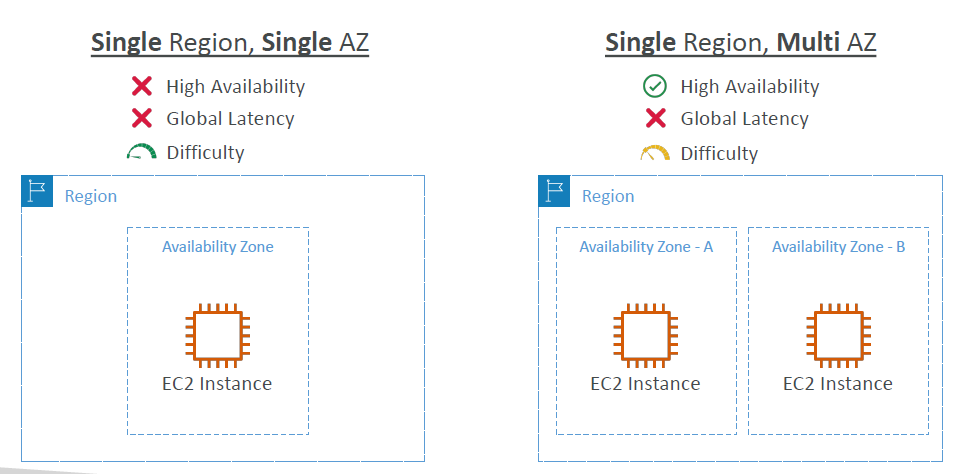 Single Region, Single AZ
High Availability
Global Latency
Difficulty
Region
Availability Zone
EC2 Instance
Single Region, Multi AZ
High Availability
Global Latency
Difficulty
Region
Availability Zone - A
EC2 Instance
Availability Zone - B
EC2 Instance